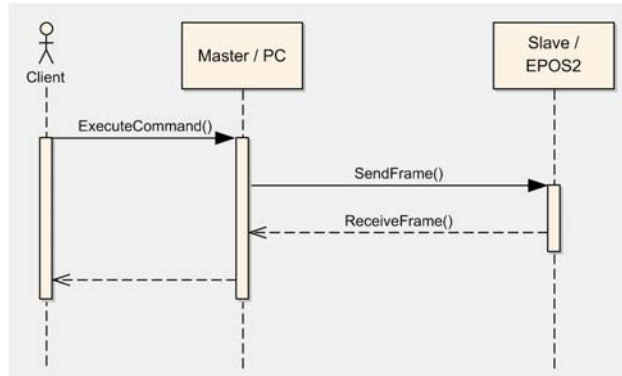 Client
Master / PC
Slave /
EPOS2
ExecuteCommand()
SendFrame()
ReceiveFrame()